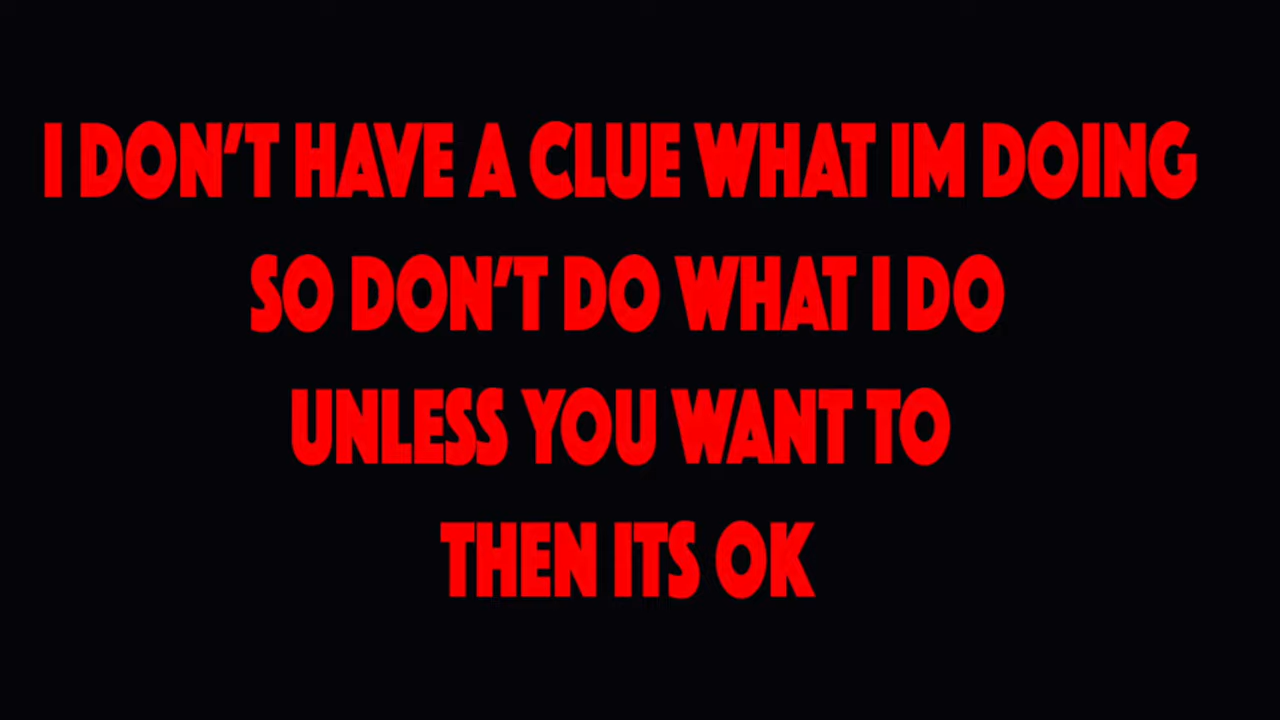 I DON'T HAVE A CLUE WHAT IM DOING
SO DON'T DO WHAT I DO
UNLESS YOU WANT TO
THEN ITS OK